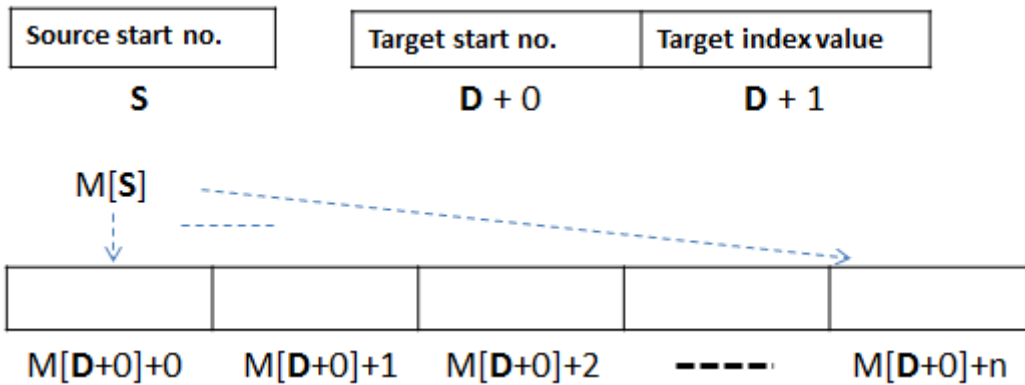 Source start no. Target start no. Target index value
S D + 0 D + 1
M[S]
M[D+0]+0 M[D+0]+1 M[D+0]+2 ----- M[D+0]+n